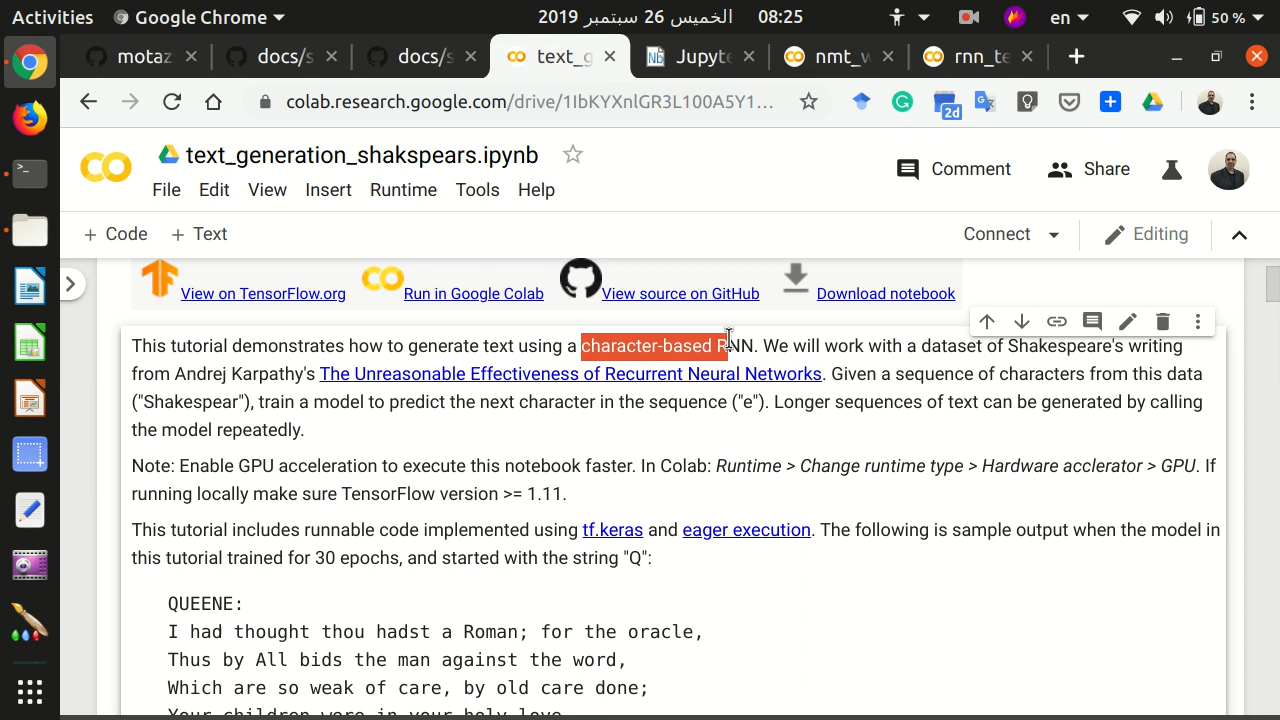 Activities Google Chrome الخميس 26 سبتمبر 2019 08:25 en 50 %
motaz docs/s docs/s text_g Jupyte nmt_w rnn_te
colab.research.google.com/drive/1IbKYXnlGR3L100A5Y1... 2d
text_generation_shakspears.ipynb
Comment Share
File Edit View Insert Runtime Tools Help
+ Code + Text Connect Editing
View on TensorFlow.org Run in Google Colab View source on GitHub Download notebook
This tutorial demonstrates how to generate text using a character-based RNN. We will work with a dataset of Shakespeare's writing
from Andrej Karpathy's The Unreasonable Effectiveness of Recurrent Neural Networks. Given a sequence of characters from this data
("Shakespear"), train a model to predict the next character in the sequence ("e"). Longer sequences of text can be generated by calling
the model repeatedly.
Note: Enable GPU acceleration to execute this notebook faster. In Colab: Runtime > Change runtime type > Hardware acclerator > GPU. If
running locally make sure TensorFlow version >= 1.11.
This tutorial includes runnable code implemented using tf.keras and eager execution. The following is sample output when the model in
this tutorial trained for 30 epochs, and started with the string "Q":
QUEENE:
I had thought thou hadst a Roman; for the oracle,
Thus by All bids the man against the word,
Which are so weak of care, by old care done;
Your children were in your holy love,